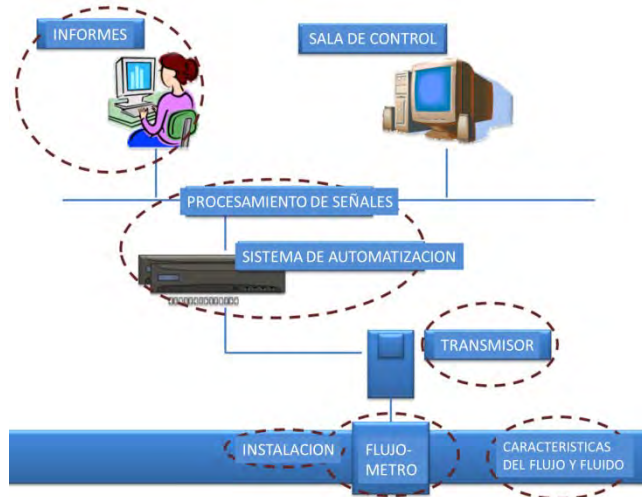 INFORMES
SALA DE CONTROL
PROCESAMIENTO DE SEÑALES
SISTEMA DE AUTOMATIZACION
TRANSMISOR
INSTALACION
FLUJO-
METRO
CARACTERISTICAS
DEL FLUJO Y FLUIDO